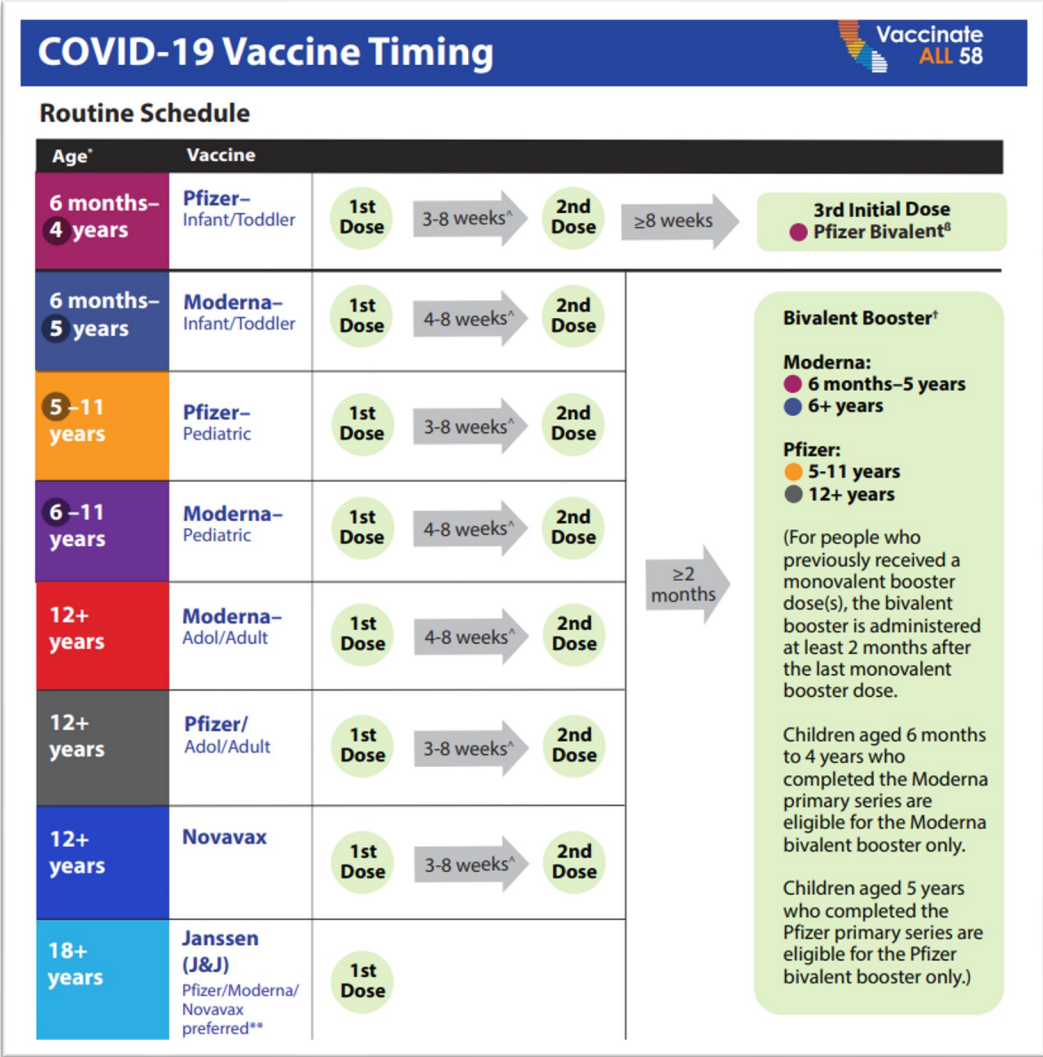 COVID-19 Vaccine Timing
Vaccinate
ALL 58
Routine Schedule
Age*
Vaccine
6 months–
4 years
Pfizer–
Infant/Toddler
1st
Dose
3-8 weeks^
2nd
Dose
≥8 weeks
3rd Initial Dose
Pfizer Bivalentᵝ
6 months–
5 years
Moderna–
Infant/Toddler
1st
Dose
4-8 weeks^
2nd
Dose
5–11
years
Pfizer–
Pediatric
1st
Dose
3-8 weeks^
2nd
Dose
6–11
years
Moderna–
Pediatric
1st
Dose
4-8 weeks^
2nd
Dose
12+
years
Moderna–
Adol/Adult
1st
Dose
4-8 weeks^
2nd
Dose
12+
years
Pfizer/
Adol/Adult
1st
Dose
3-8 weeks^
2nd
Dose
12+
years
Novavax
1st
Dose
3-8 weeks^
2nd
Dose
18+
years
Janssen
(J&J)
Pfizer/Moderna/
Novavax
preferred**
1st
Dose
≥2
months
Bivalent Booster†
Moderna:
6 months–5 years
6+ years
Pfizer:
5-11 years
12+ years
(For people who
previously received a
monovalent booster
dose(s), the bivalent
booster is administered
at least 2 months after
the last monovalent
booster dose.
Children aged 6 months
to 4 years who
completed the Moderna
primary series are
eligible for the Moderna
bivalent booster only.
Children aged 5 years
who completed the
Pfizer primary series are
eligible for the Pfizer
bivalent booster only.)